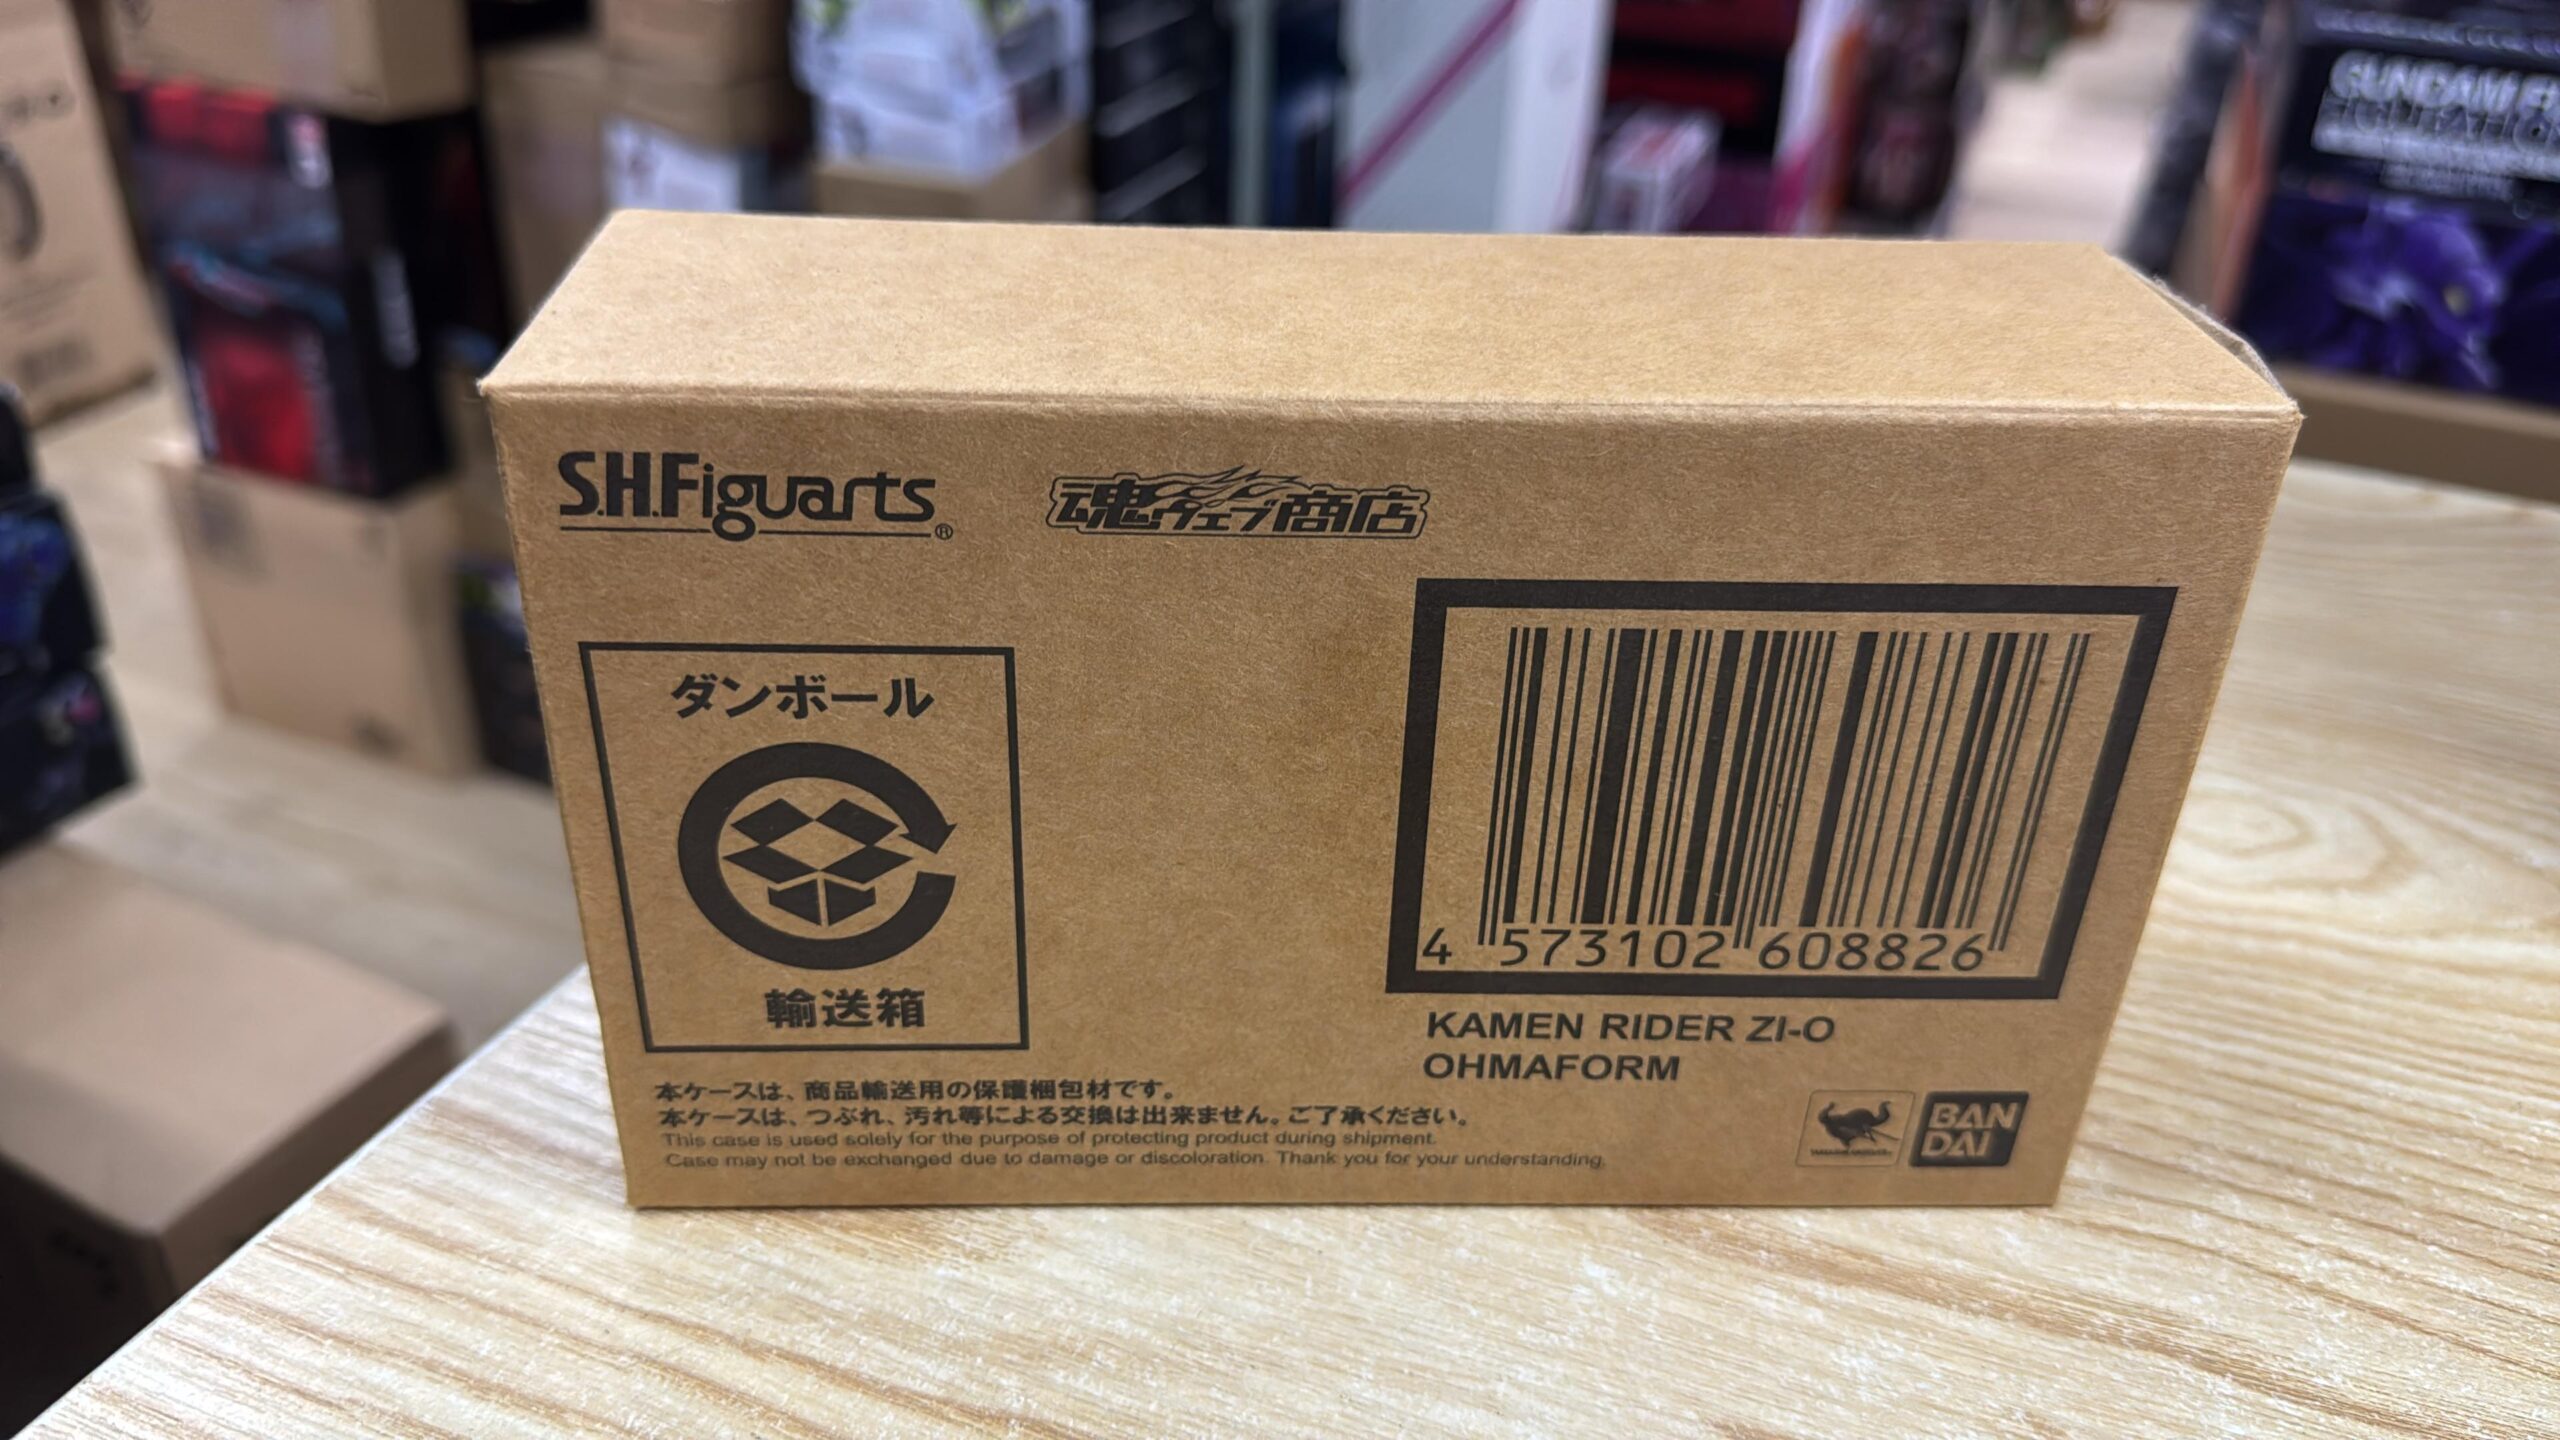 S.H.Figuarts®
魂ウェブ商店
ダンボール
輸送箱
4 573102 608826
KAMEN RIDER ZI-O
OHMAFORM
本ケースは、商品輸送用の保護梱包材です。
本ケースは、つぶれ、汚れ等による交換は出来ません。ご了承ください。
This case is used solely for the purpose of protecting product during shipment.
Case may not be exchanged due to damage or discoloration. Thank you for your understanding.
BAN
DAI
GUNDAM